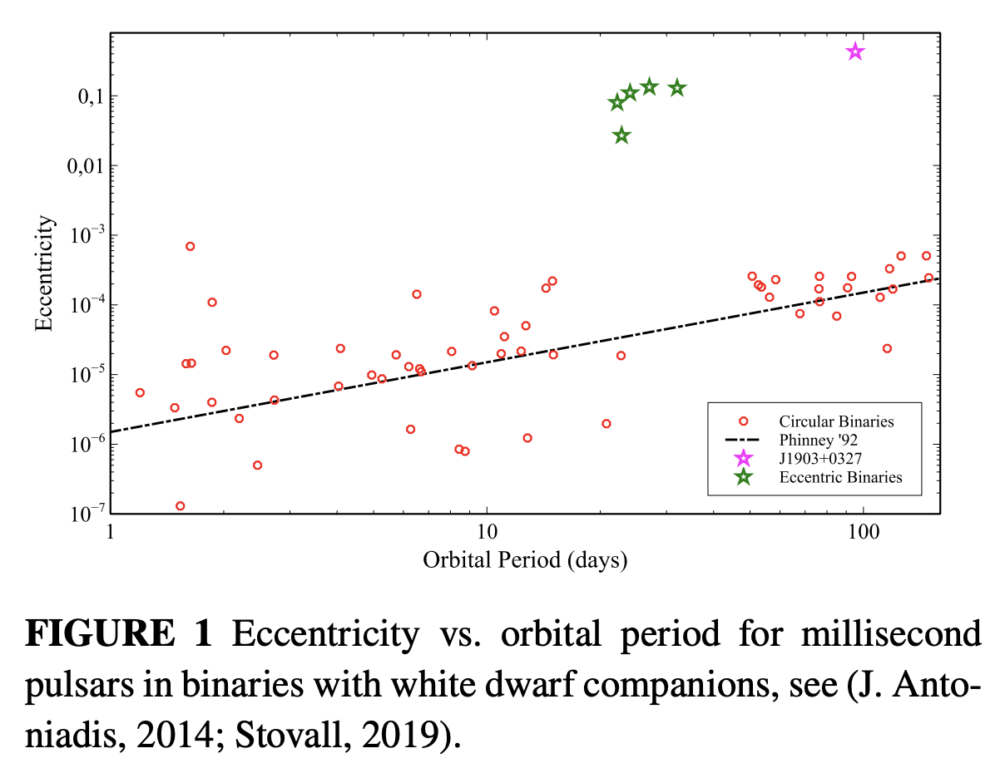 0,1
0,01
10⁻³
10⁻⁴
10⁻⁵
10⁻⁶
10⁻⁷
Eccentricity
1
10
100
Orbital Period (days)
Circular Binaries
Phinney '92
J1903+0327
Eccentric Binaries
FIGURE 1 Eccentricity vs. orbital period for millisecond
pulsars in binaries with white dwarf companions, see (J. Anto-
niadis, 2014; Stovall, 2019).